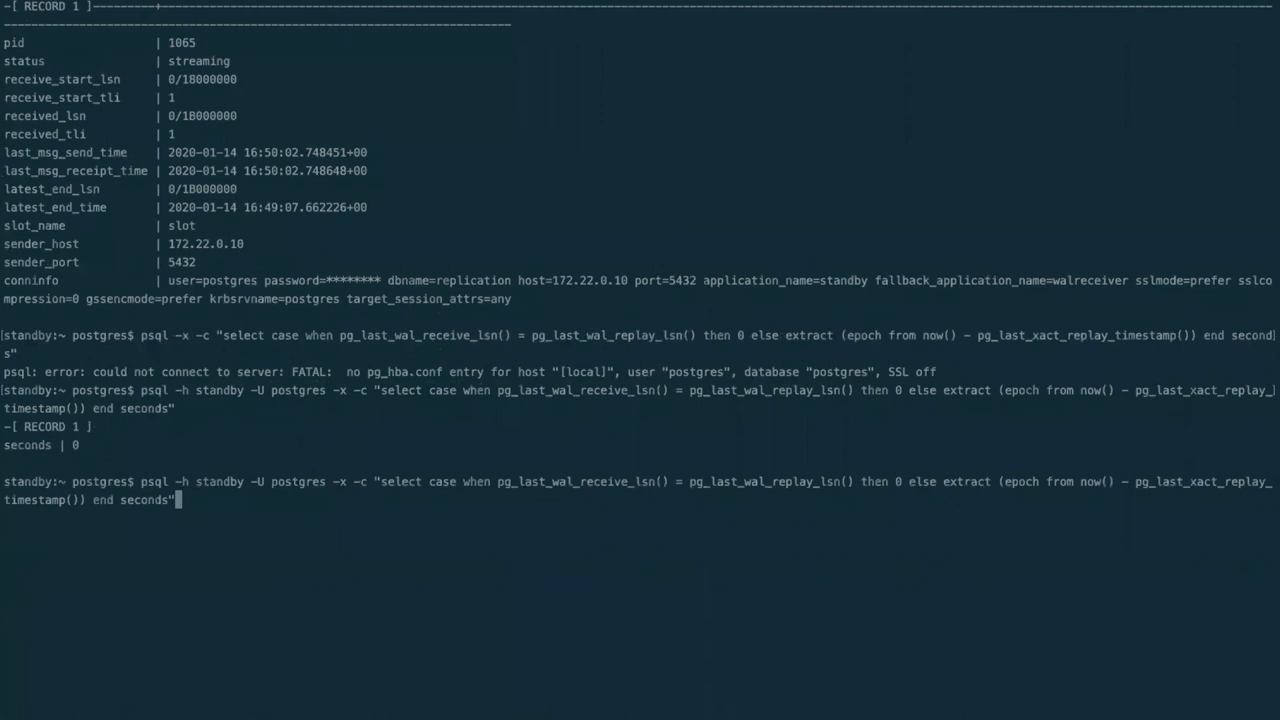 -[ RECORD 1 ]---------+--------------------------------------------------------------------------------------------------------------------------------------------------------------------
--------------------------------------------------------------------------
pid                   | 1065
status                | streaming
receive_start_lsn     | 0/18000000
receive_start_tli     | 1
received_lsn          | 0/1B000000
received_tli          | 1
last_msg_send_time    | 2020-01-14 16:50:02.748451+00
last_msg_receipt_time | 2020-01-14 16:50:02.748648+00
latest_end_lsn        | 0/1B000000
latest_end_time       | 2020-01-14 16:49:07.662226+00
slot_name             | slot
sender_host           | 172.22.0.10
sender_port           | 5432
conninfo              | user=postgres password=******** dbname=replication host=172.22.0.10 port=5432 application_name=standby fallback_application_name=walreceiver sslmode=prefer sslco
mpression=0 gssencmode=prefer krbsrvname=postgres target_session_attrs=any
[standby:~ postgres$ psql -x -c "select case when pg_last_wal_receive_lsn() = pg_last_wal_replay_lsn() then 0 else extract (epoch from now() - pg_last_xact_replay_timestamp()) end second]
s"
psql: error: could not connect to server: FATAL:  no pg_hba.conf entry for host "[local]", user "postgres", database "postgres", SSL off
[standby:~ postgres$ psql -h standby -U postgres -x -c "select case when pg_last_wal_receive_lsn() = pg_last_wal_replay_lsn() then 0 else extract (epoch from now() - pg_last_xact_replay_]
timestamp()) end seconds"
-[ RECORD 1 ]
seconds | 0
standby:~ postgres$ psql -h standby -U postgres -x -c "select case when pg_last_wal_receive_lsn() = pg_last_wal_replay_lsn() then 0 else extract (epoch from now() - pg_last_xact_replay_
timestamp()) end seconds"